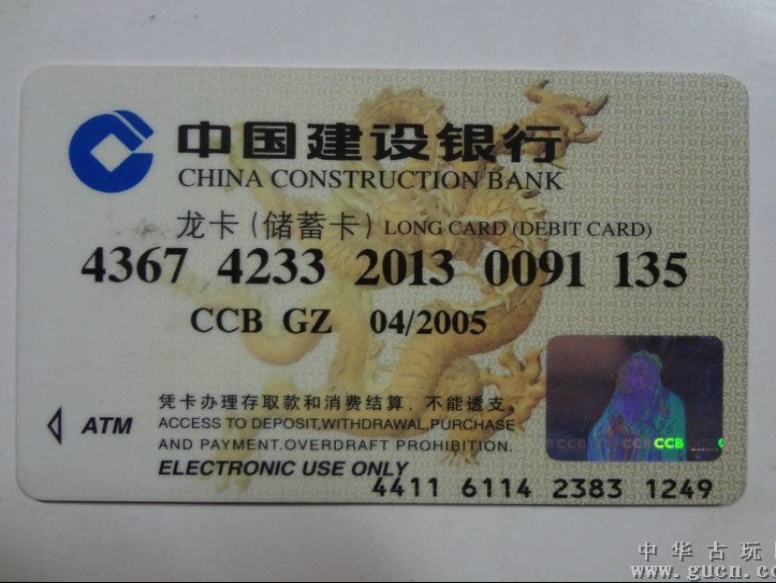 中国建设银行
CHINA CONSTRUCTION BANK
龙卡(储蓄卡) LONG CARD (DEBIT CARD)
4367 4233 2013 0091 135
CCB GZ 04/2005
凭卡办理存取款和消费结算,不能透支.
ATM ACCESS TO DEPOSIT,WITHDRAWAL,PURCHASE
AND PAYMENT.OVERDRAFT PROHIBITION.
ELECTRONIC USE ONLY
CCB CCB CCB
4411 6114 2383 1249
中华古玩
www.gucn.co